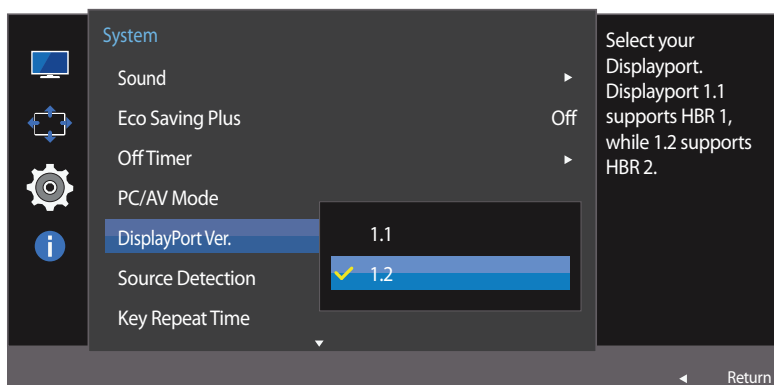 System
Sound
Eco Saving Plus Off
Off Timer
PC/AV Mode
DisplayPort Ver.
1.1
1.2
Source Detection
Key Repeat Time
Select your
Displayport.
Displayport 1.1
supports HBR 1,
while 1.2 supports
HBR 2.
Return